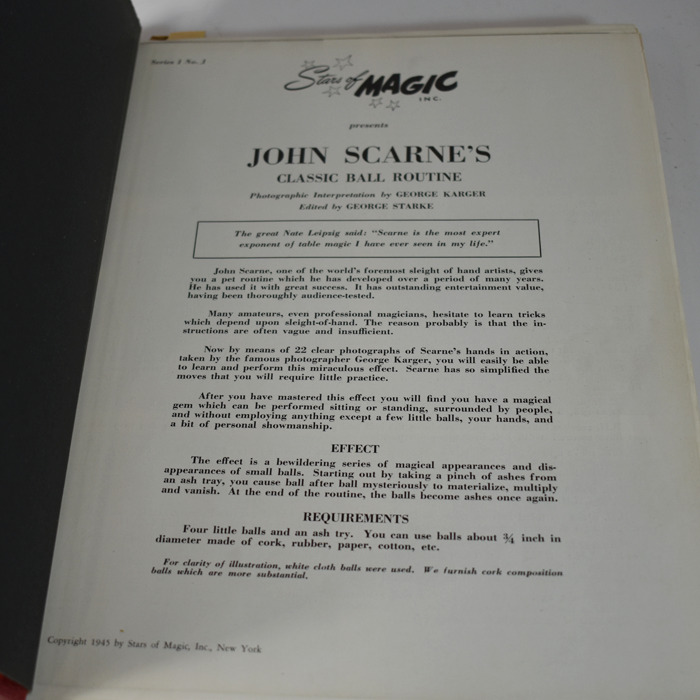 Series 1 No. 1
Stars of MAGIC
INC.
presents
JOHN SCARNE'S
CLASSIC BALL ROUTINE
Photographic Interpretation by GEORGE KARGER
Edited by GEORGE STARKE
The great Nate Leipzig said: "Scarne is the most expert
exponent of table magic I have ever seen in my life."
John Scarne, one of the world's foremost sleight of hand artists, gives
you a pet routine which he has developed over a period of many years.
He has used it with great success. It has outstanding entertainment value,
having been thoroughly audience-tested.
Many amateurs, even professional magicians, hesitate to learn tricks
which depend upon sleight-of-hand. The reason probably is that the in-
structions are often vague and insufficient.
Now by means of 22 clear photographs of Scarne's hands in action,
taken by the famous photographer George Karger, you will easily be able
to learn and perform this miraculous effect. Scarne has so simplified the
moves that you will require little practice.
After you have mastered this effect you will find you have a magical
gem which can be performed sitting or standing, surrounded by people,
and without employing anything except a few little balls, your hands, and
a bit of personal showmanship.
EFFECT
The effect is a bewildering series of magical appearances and dis-
appearances of small balls. Starting out by taking a pinch of ashes from
an ash tray, you cause ball after ball mysteriously to materialize, multiply
and vanish. At the end of the routine, the balls become ashes once again.
REQUIREMENTS
Four little balls and an ash try. You can use balls about ¾ inch in
diameter made of cork, rubber, paper, cotton, etc.
For clarity of illustration, white cloth balls were used. We furnish cork composition
balls which are more substantial.
Copyright 1945 by Stars of Magic, Inc., New York